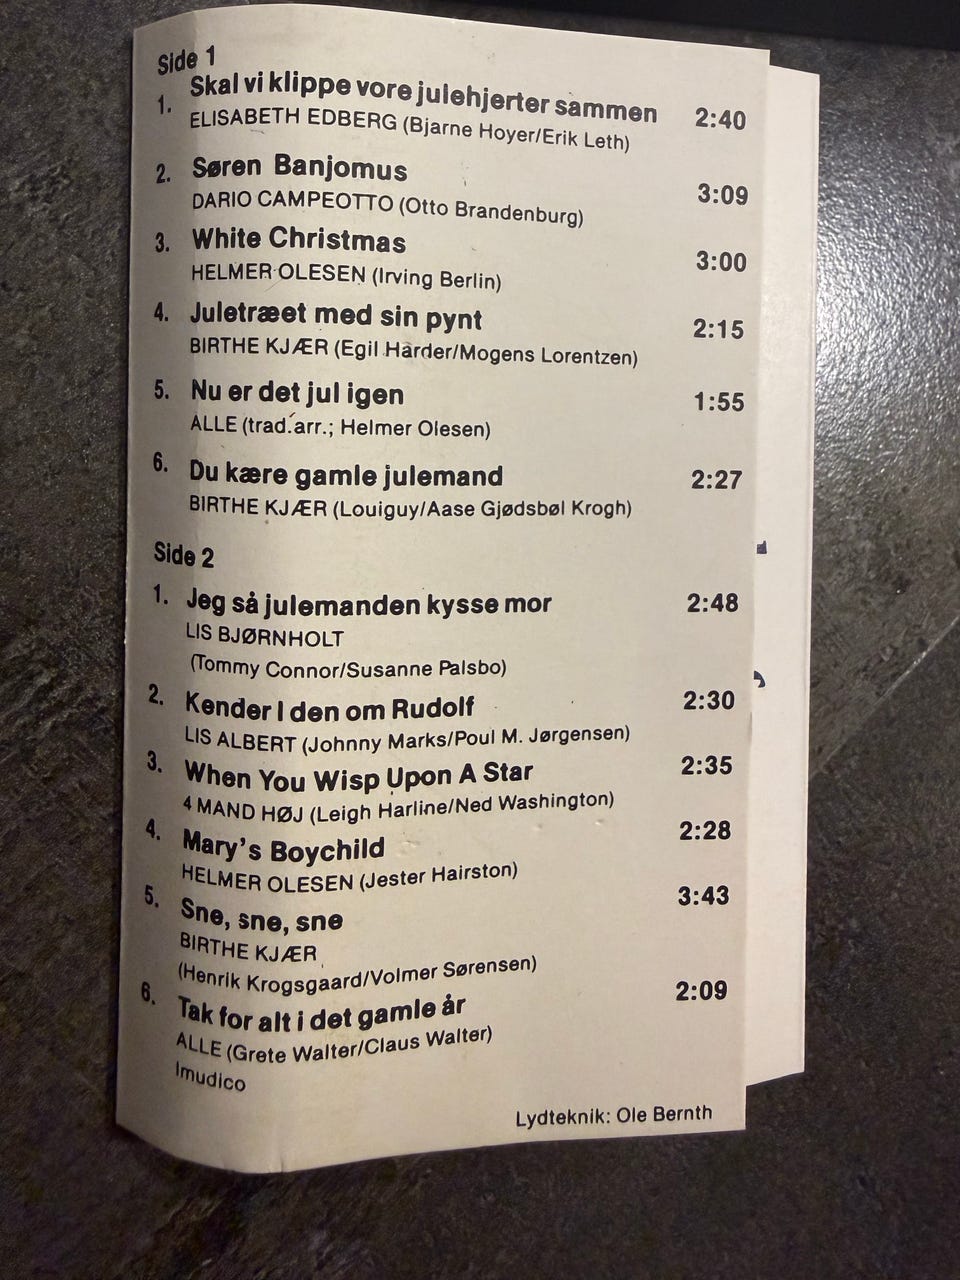 Side 1
1. Skal vi klippe vore julehjerter sammen 2:40
ELISABETH EDBERG (Bjarne Hoyer/Erik Leth)
2. Søren Banjomus 3:09
DARIO CAMPEOTTO (Otto Brandenburg)
3. White Christmas 3:00
HELMER OLESEN (Irving Berlin)
4. Juletræet med sin pynt 2:15
BIRTHE KJÆR (Egil Harder/Mogens Lorentzen)
5. Nu er det jul igen 1:55
ALLE (trad.arr.; Helmer Olesen)
6. Du kære gamle julemand 2:27
BIRTHE KJÆR (Louiguy/Aase Gjødsbøl Krogh)
Side 2
1. Jeg så julemanden kysse mor 2:48
LIS BJØRNHOLT
(Tommy Connor/Susanne Palsbo)
2. Kender I den om Rudolf 2:30
LIS ALBERT (Johnny Marks/Poul M. Jørgensen)
3. When You Wisp Upon A Star 2:35
4 MAND HØJ (Leigh Harline/Ned Washington)
4. Mary's Boychild 2:28
HELMER OLESEN (Jester Hairston)
5. Sne, sne, sne 3:43
BIRTHE KJÆR
(Henrik Krogsgaard/Volmer Sørensen)
6. Tak for alt i det gamle år 2:09
ALLE (Grete Walter/Claus Walter)
Imudico
Lydteknik: Ole Bernth